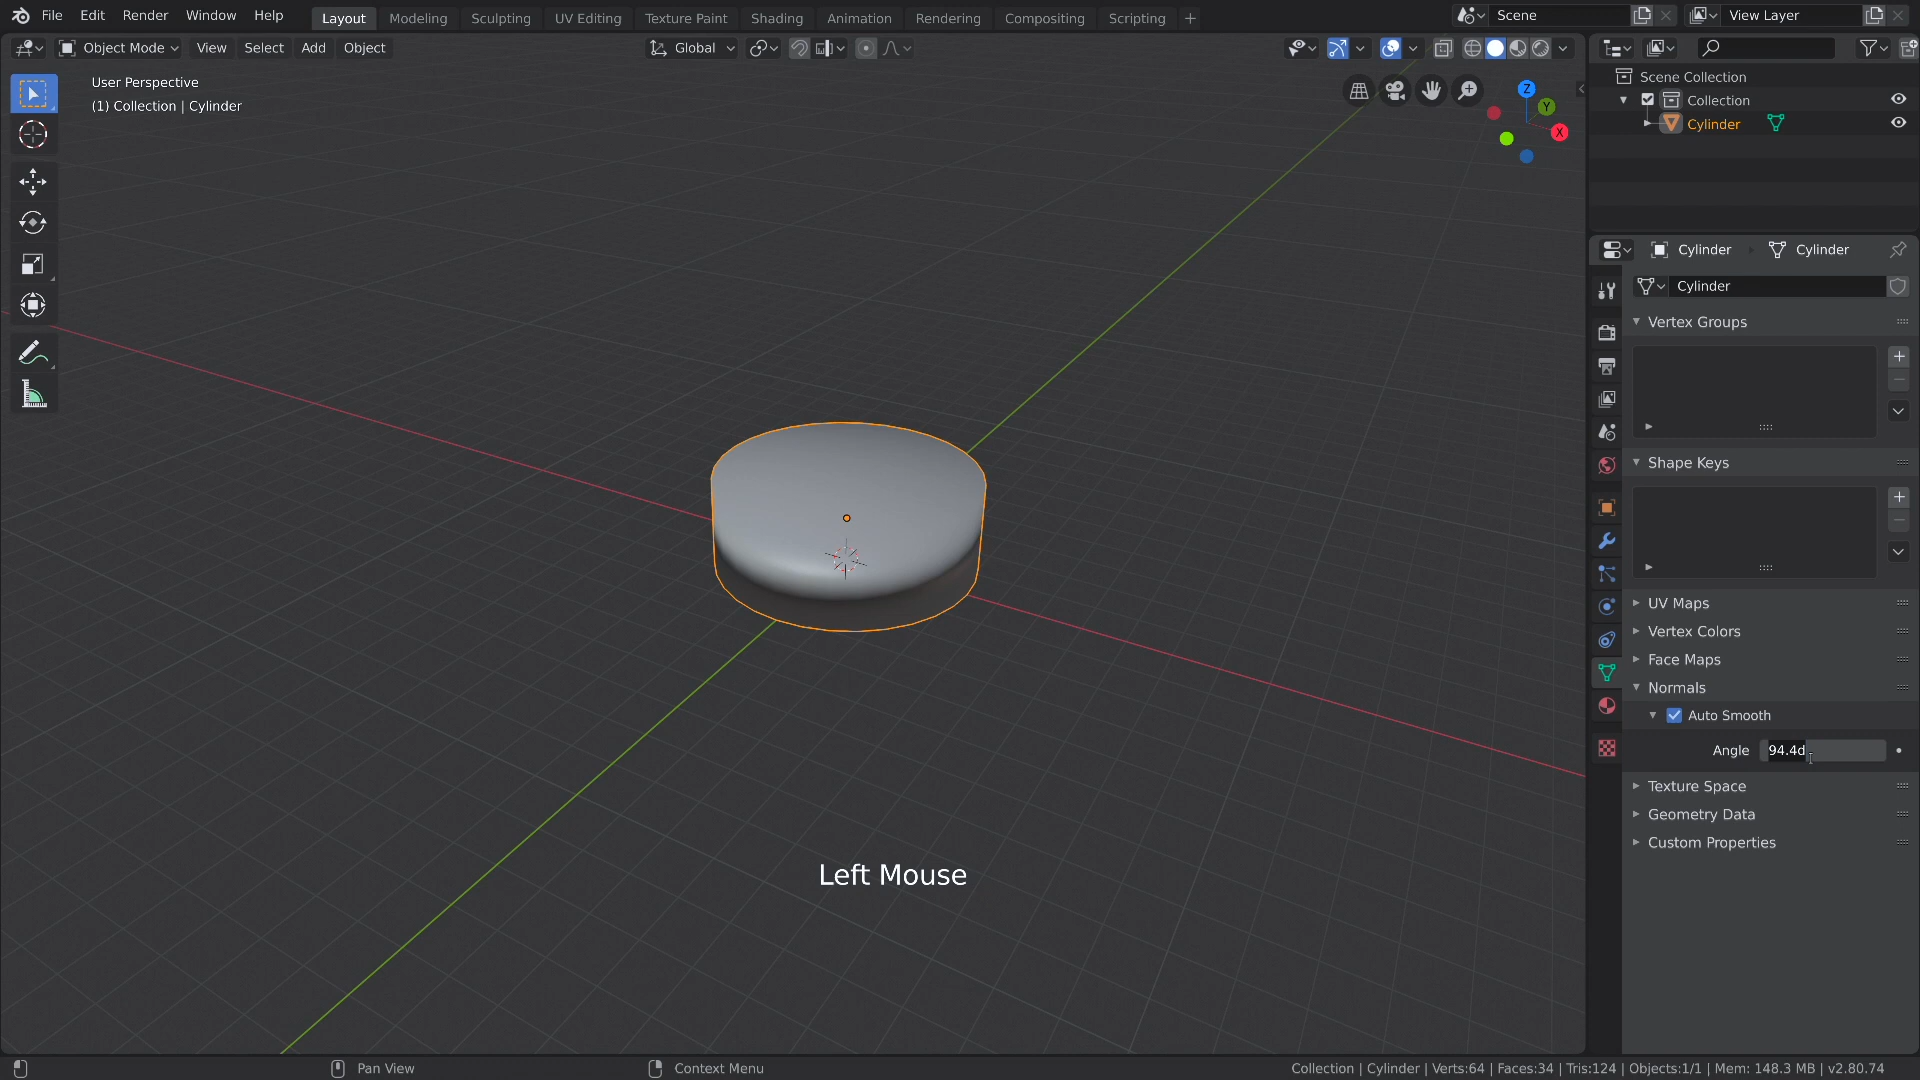 File Edit Render Window Help Layout Modeling Sculpting UV Editing Texture Paint Shading Animation Rendering Compositing Scripting + Scene View Layer
Object Mode View Select Add Object Global
User Perspective
(1) Collection | Cylinder
Z
Y
X
Scene Collection
Collection
Cylinder
Cylinder Cylinder
Cylinder
Vertex Groups
Shape Keys
UV Maps
Vertex Colors
Face Maps
Normals
Auto Smooth
Angle 94.4d
Texture Space
Geometry Data
Custom Properties
Left Mouse
Pan View Context Menu Collection | Cylinder | Verts:64 | Faces:34 | Tris:124 | Objects:1/1 | Mem: 148.3 MB | v2.80.74